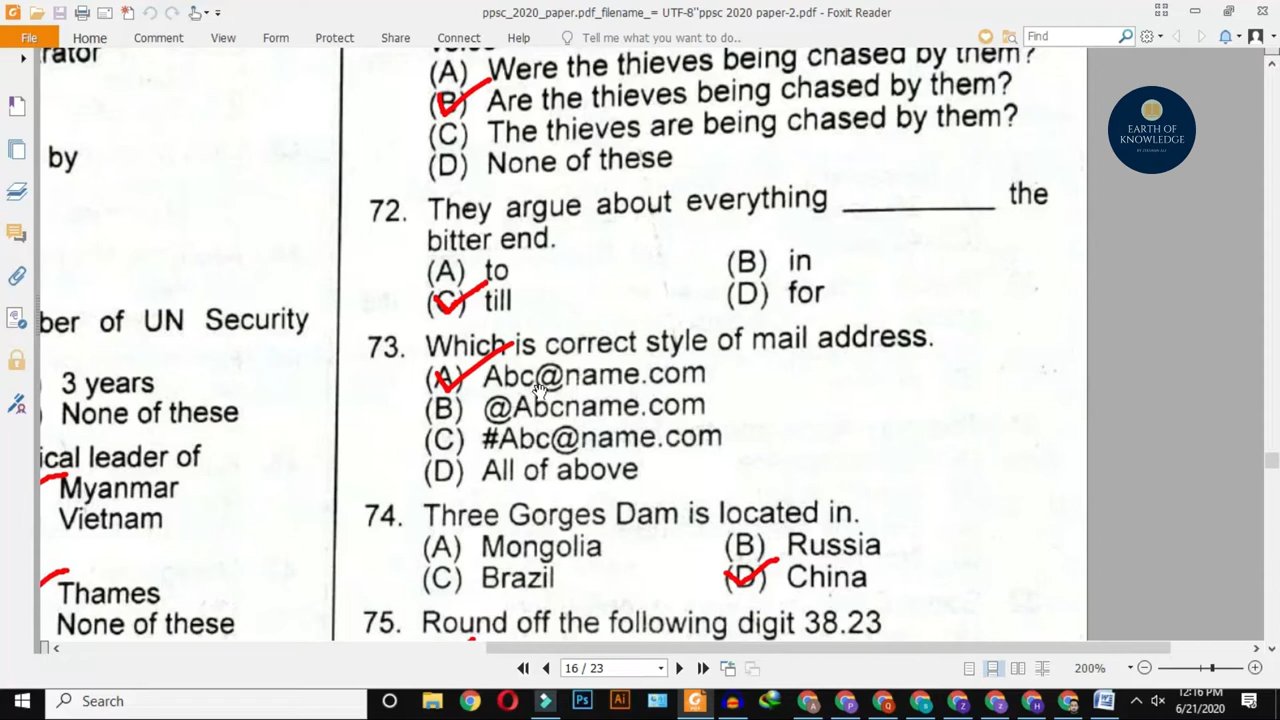 ppsc_2020_paper.pdf_filename_= UTF-8''ppsc 2020 paper-2.pdf - Foxit Reader
File Home Comment View Form Protect Share Connect Help Tell me what you want to do... Find
EARTH OF
KNOWLEDGE
rator
by
ber of UN Security
3 years
None of these
ical leader of
Myanmar
Vietnam
Thames
None of these
(A) Were the thieves being chased by them?
(B) Are the thieves being chased by them?
(C) The thieves are being chased by them?
(D) None of these
72. They argue about everything __________ the
bitter end.
(A) to (B) in
(C) till (D) for
73. Which is correct style of mail address.
(A) Abc@name.com
(B) @Abcname.com
(C) #Abc@name.com
(D) All of above
74. Three Gorges Dam is located in.
(A) Mongolia (B) Russia
(C) Brazil (D) China
75. Round off the following digit 38.23
16 / 23 200%
Search
12:16 PM
6/21/2020